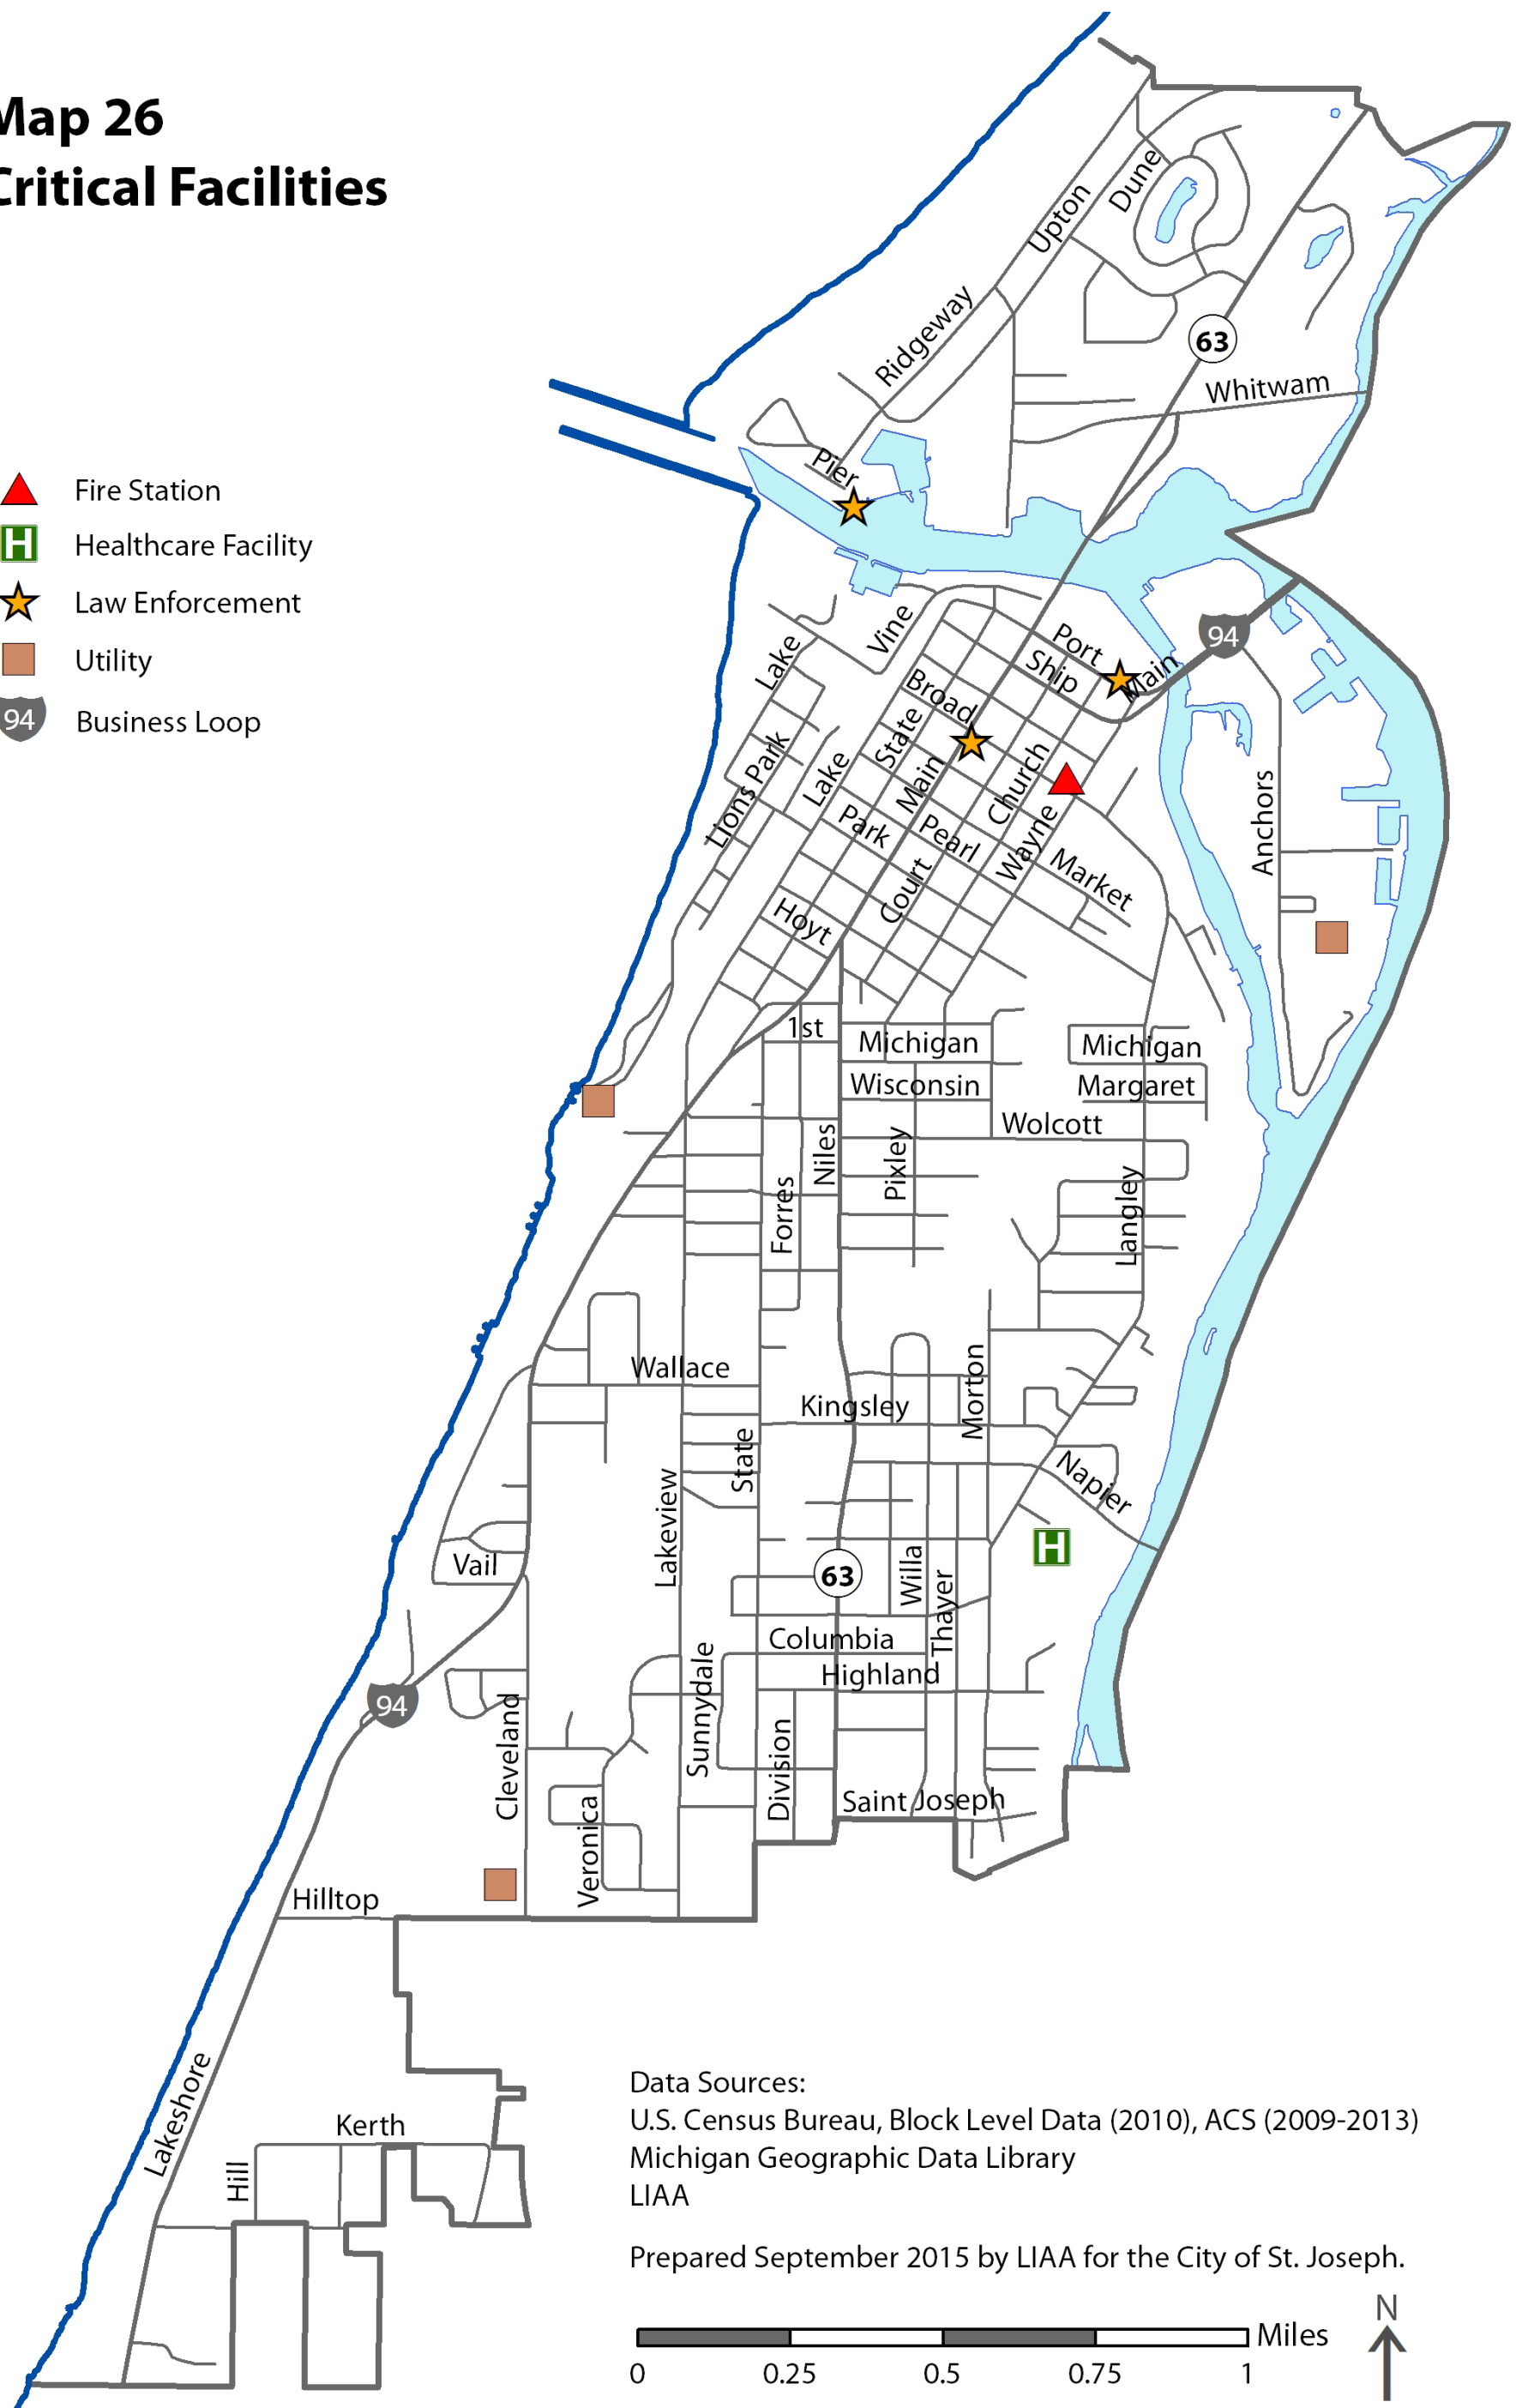 Map 26
Critical Facilities
Fire Station
H
Healthcare Facility
Law Enforcement
Utility
94
Business Loop
Upton
Dune
Ridgeway
63
Whitwam
Pier
94
Vine
Port
Ship
Main
Lake
Broad
State
Lions Park
Lake
Main
Church
Anchors
Park
Pearl
Wayne
Market
Court
Hoyt
1st
Michigan
Michigan
Wisconsin
Margaret
Wolcott
Niles
Pixley
Forres
Langley
Wallace
Kingsley
Morton
State
Napier
Lakeview
H
Vail
63
Willa
Thayer
Columbia
Highland
Sunnydale
94
Cleveland
Division
Saint Joseph
Veronica
Hilltop
Lakeshore
Kerth
Hill
Data Sources:
U.S. Census Bureau, Block Level Data (2010), ACS (2009-2013)
Michigan Geographic Data Library
LIAA
Prepared September 2015 by LIAA for the City of St. Joseph.
N
Miles
0 0.25 0.5 0.75 1